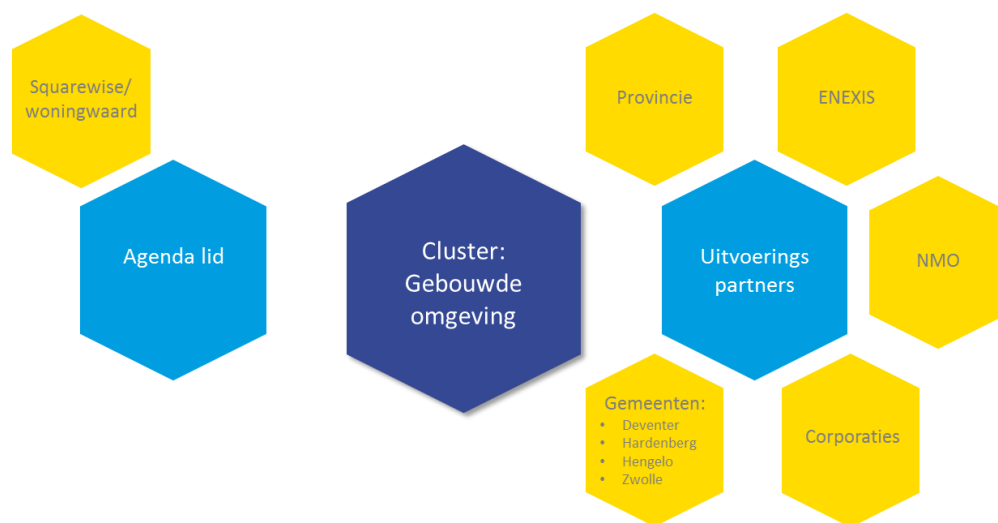 Squarewise/
woningwaard
Agenda lid
Cluster:
Gebouwde
omgeving
Provincie
ENEXIS
Uitvoerings
partners
NMO
Gemeenten:
• Deventer
• Hardenberg
• Hengelo
• Zwolle
Corporaties